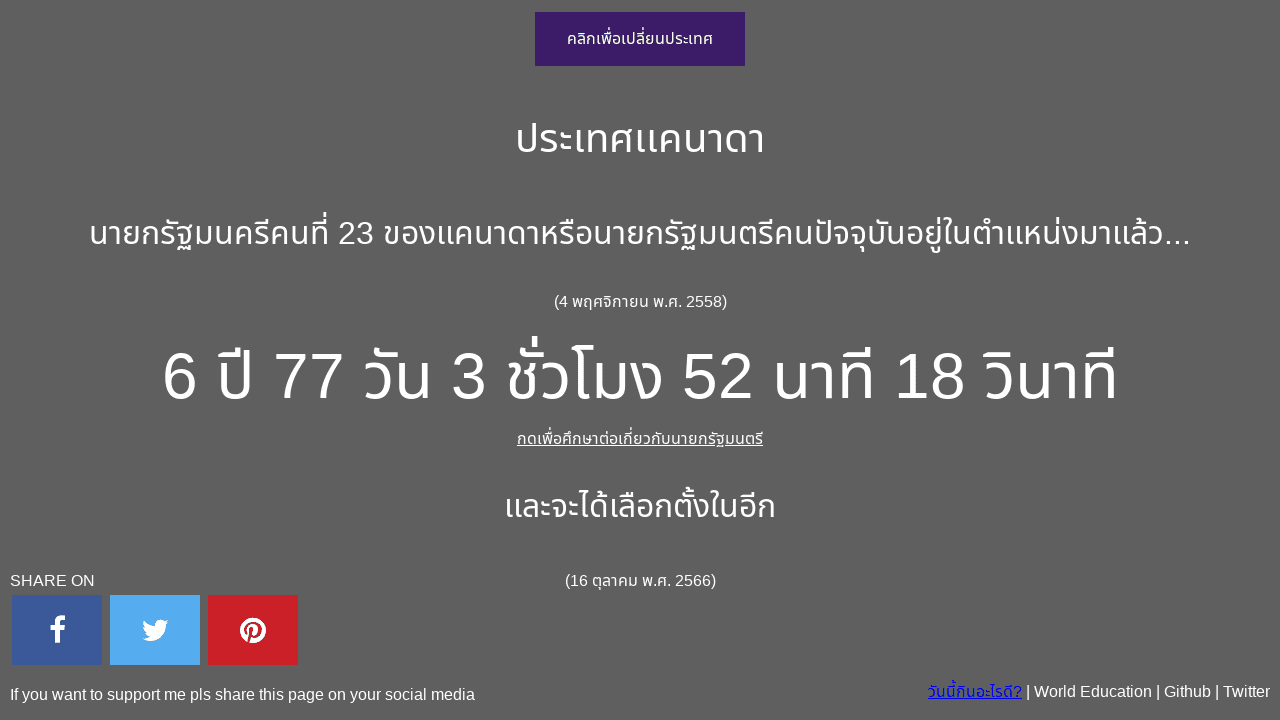 คลิกเพื่อเปลี่ยนประเทศ
ประเทศแคนาดา
นายกรัฐมนครีคนที่ 23 ของแคนาดาหรือนายกรัฐมนตรีคนปัจจุบันอยู่ในตำแหน่งมาแล้ว...
(4 พฤศจิกายน พ.ศ. 2558)
6 ปี 77 วัน 3 ชั่วโมง 52 นาที 18 วินาที
กดเพื่อศึกษาต่อเกี่ยวกับนายกรัฐมนตรี
และจะได้เลือกตั้งในอีก
(16 ตุลาคม พ.ศ. 2566)
SHARE ON
If you want to support me pls share this page on your social media
วันนี้กินอะไรดี? | World Education | Github | Twitter